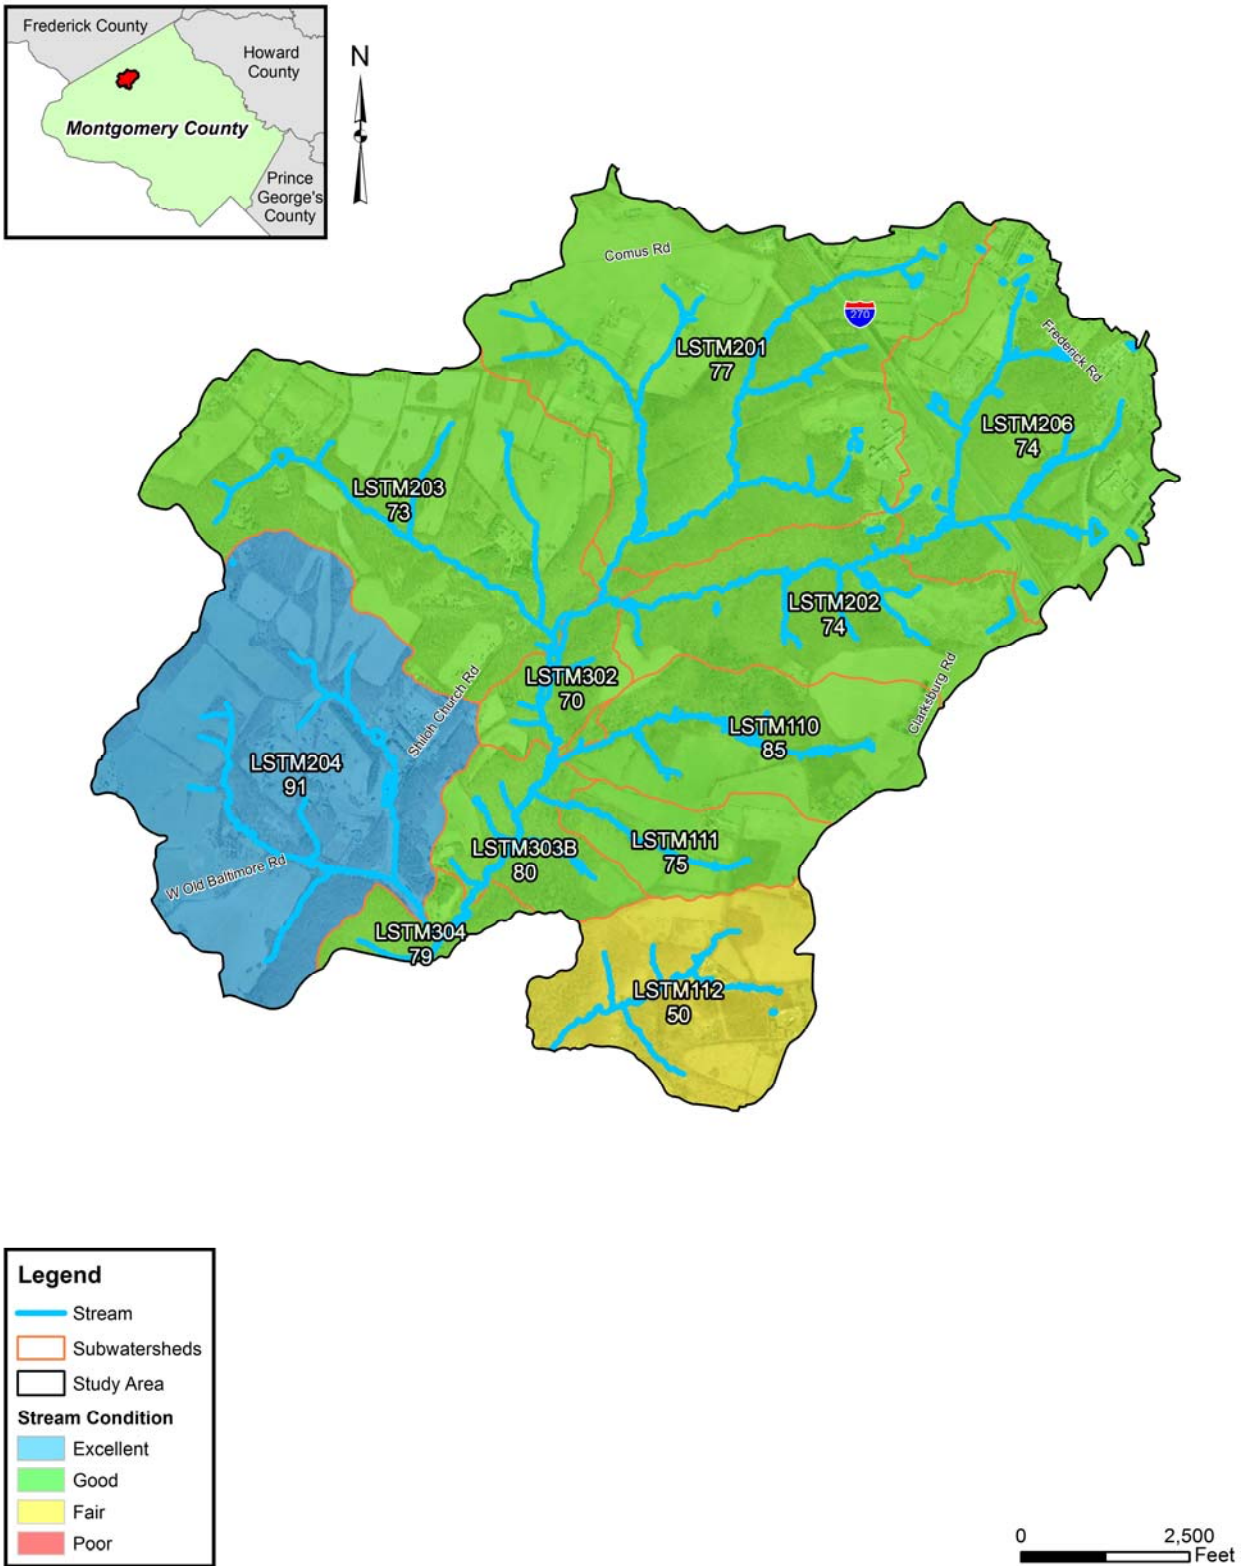 Frederick County
Howard
County
Montgomery County
Prince
George's
County
N
Comus Rd
270
LSTM201
77
Frederick Rd
LSTM206
74
LSTM203
73
LSTM202
74
Shiloh Church Rd
LSTM302
70
Clarksburg Rd
LSTM110
85
LSTM204
91
LSTM111
75
LSTM303B
80
W Old Baltimore Rd
LSTM304
79
LSTM112
50
Legend
Stream
Subwatersheds
Study Area
Stream Condition
Excellent
Good
Fair
Poor
0 2,500
Feet